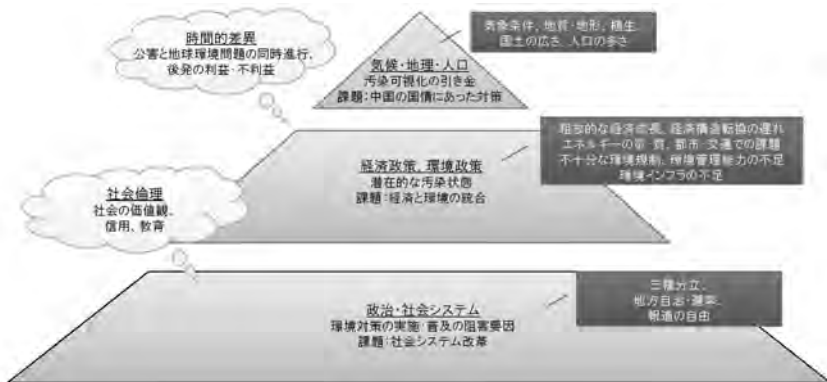 時間的差異
公害と地球環境問題の同時進行、
後発の利益・不利益
気候・地理・人口
汚染可視化の引き金
課題：中国の国情にあった対策
気象条件、地質・地形、植生、
国土の広さ、人口の多さ
経済政策、環境政策
潜在的な汚染状態
課題：経済と環境の統合
粗放的な経済成長、経済構造転換の遅れ
エネルギーの量・質、都市・交通での課題
不十分な環境規制、環境管理能力の不足
環境インフラの不足
社会倫理
社会の価値観、
信用、教育
政治・社会システム
環境対策の実施・普及の阻害要因
課題：社会システム改革
三権分立、
地方自治・選挙、
報道の自由